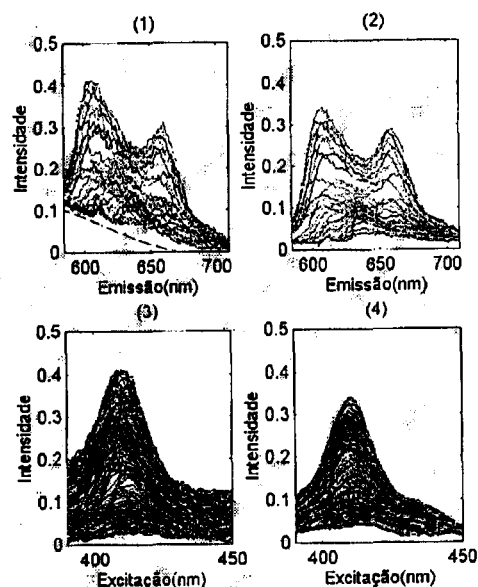 (1) (2)
0.5 0.5
0.4 0.4
0.3 0.3
0.2 0.2
0.1 0.1
0 0
Intensidade Intensidade
600 650 700 600 650 700
Emissão(nm) Emissão(nm)
(3) (4)
0.5 0.5
0.4 0.4
0.3 0.3
0.2 0.2
0.1 0.1
0 0
Intensidade Intensidade
400 450 400 450
Excitação(nm) Excitação(nm)